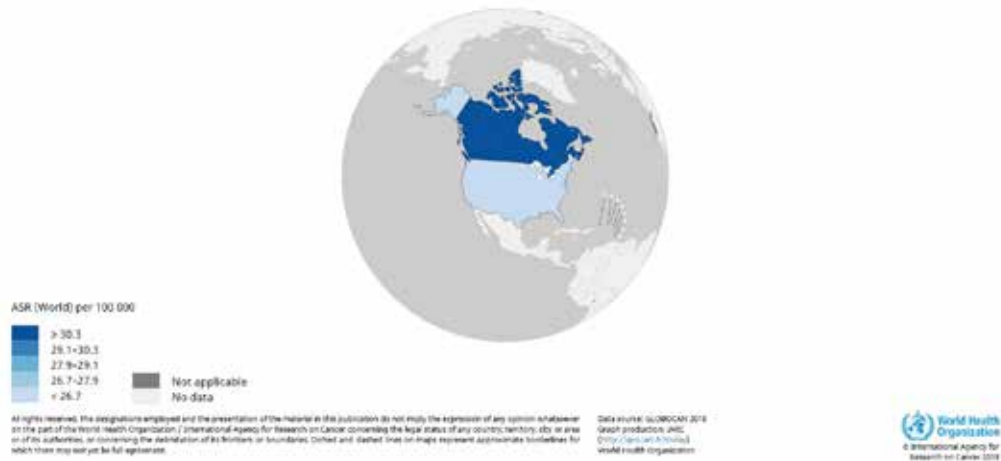 ASR (World) per 100 000
> 30.3
29.1–30.3
27.9–29.1
26.7–27.9
< 26.7
Not applicable
No data
All rights reserved. The designations employed and the presentation of the material in this publication do not imply the expression of any opinion whatsoever
on the part of the World Health Organization / International Agency for Research on Cancer concerning the legal status of any country, territory, city or area
or of its authorities, or concerning the delimitation of its frontiers or boundaries. Dotted and dashed lines on maps represent approximate borderlines for
which there may not yet be full agreement.
Data source: GLOBOCAN 2018
Graph production: IARC
World Health Organization
World Health
Organization
© International Agency for
Research on Cancer 2018